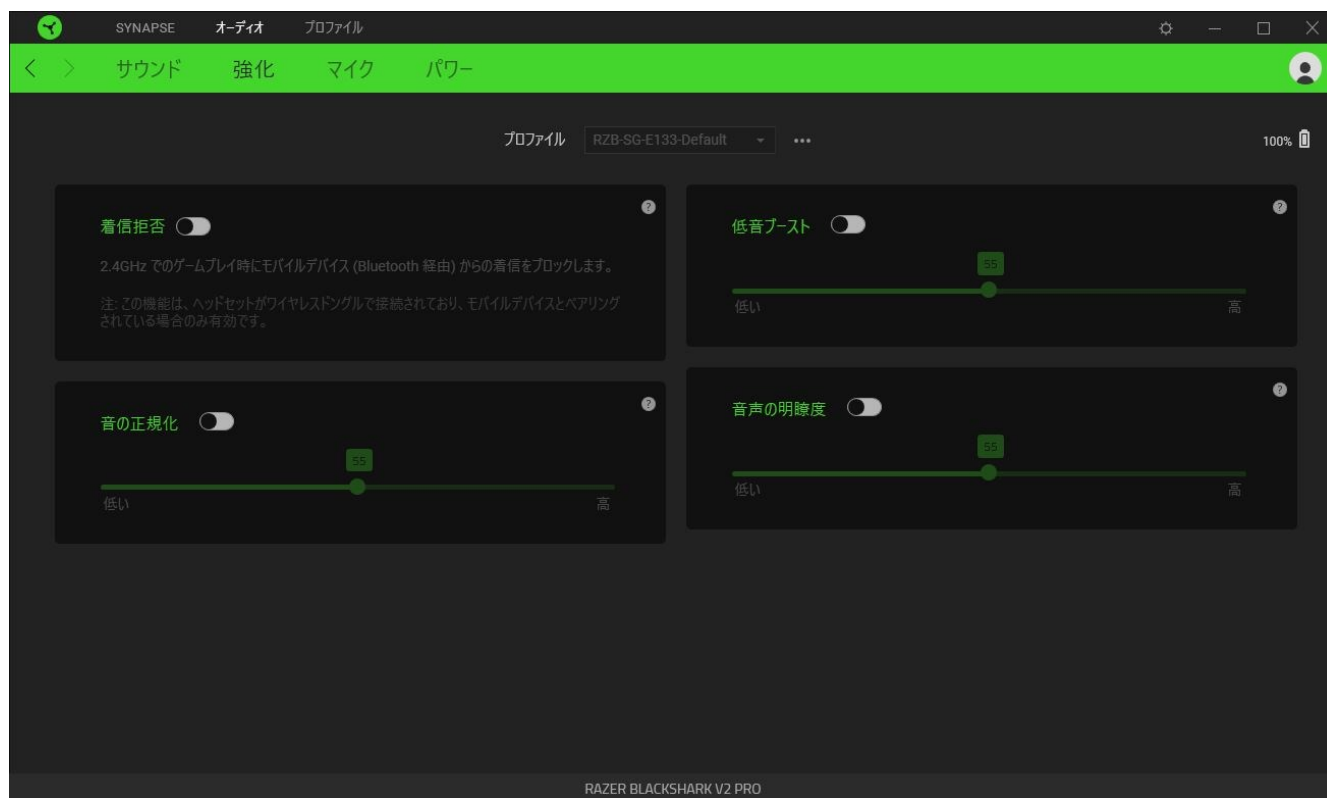 SYNAPSE オーディオ プロファイル
サウンド 強化 マイク パワー
プロファイル RZB-SG-E133-Default
100%
着信拒否
2.4GHz でのゲームプレイ時にモバイルデバイス (Bluetooth 経由) からの着信をブロックします。
注: この機能は、ヘッドセットがワイヤレスドングルで接続されており、モバイルデバイスとペアリング
されている場合のみ有効です。
低音ブースト
55
低い 高
音の正規化
55
低い 高
音声の明瞭度
55
低い 高
RAZER BLACKSHARK V2 PRO